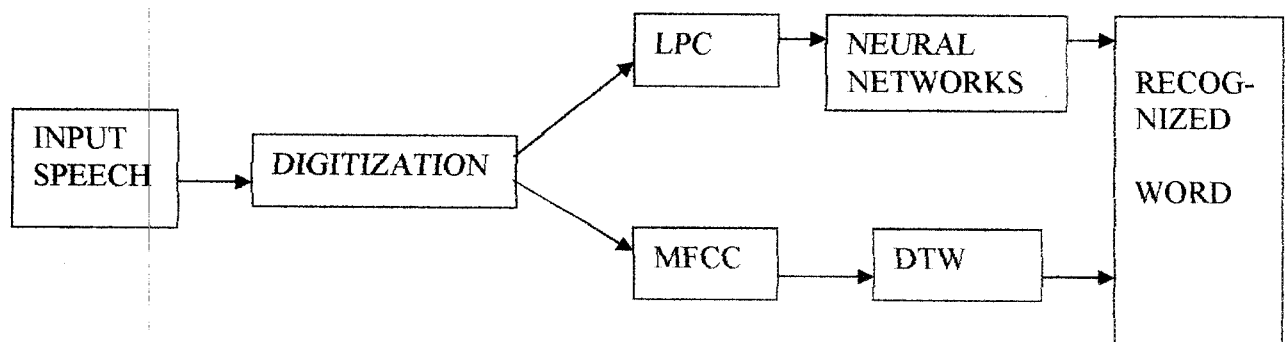 INPUT
SPEECH
DIGITIZATION
LPC
NEURAL
NETWORKS
MFCC
DTW
RECOG-
NIZED
WORD